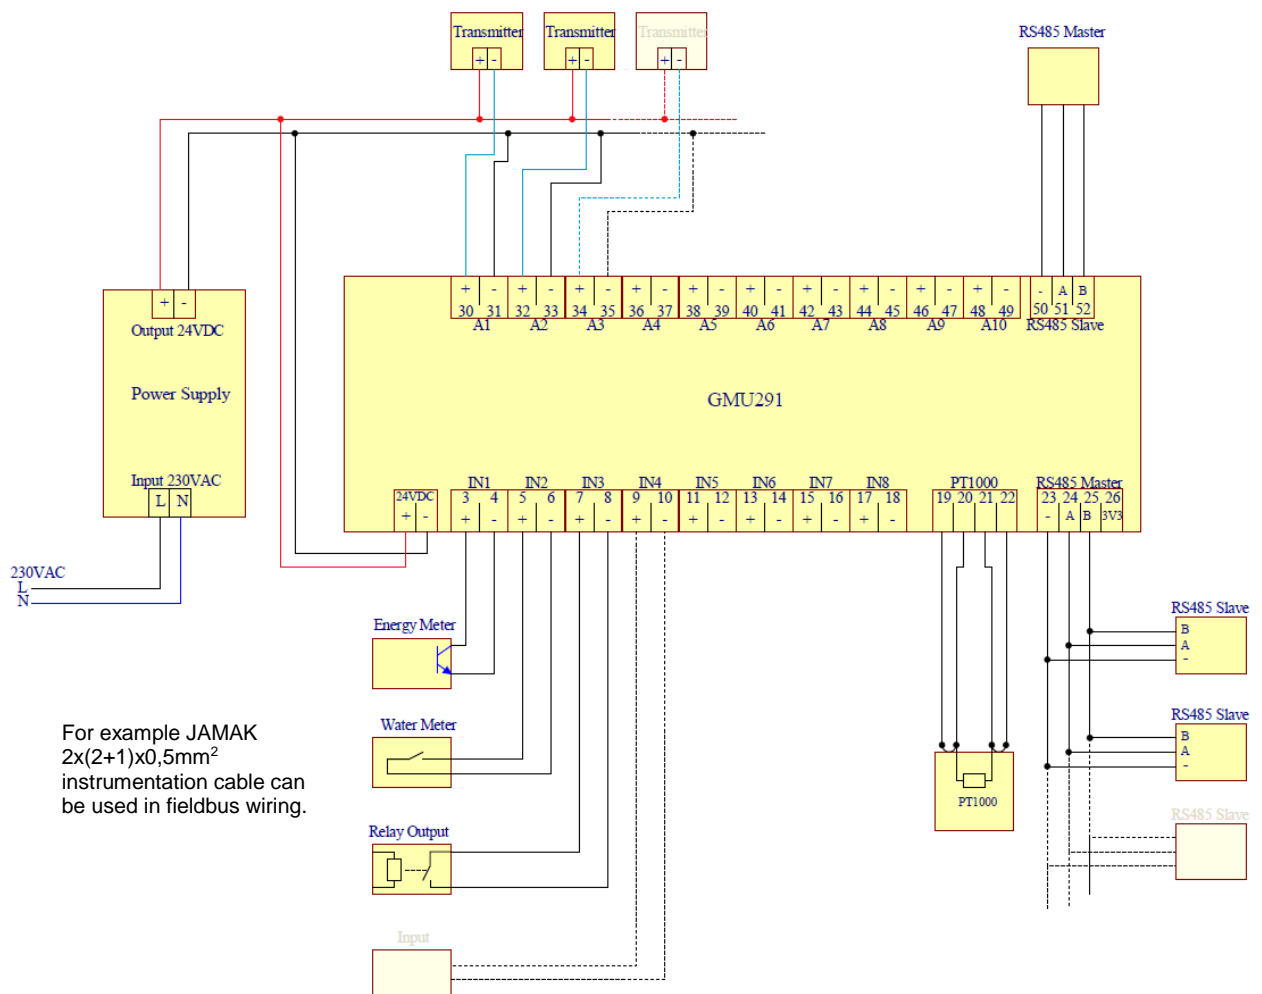 Transmitter Transmitter Transmitter
+ - + - + -
RS485 Master
+ -
Output 24VDC
Power Supply
Input 230VAC
L N
230VAC
L
N
+ - + - + - + - + - + - + - + - + - + - - A B
30 31 32 33 34 35 36 37 38 39 40 41 42 43 44 45 46 47 48 49 50 51 52
A1 A2 A3 A4 A5 A6 A7 A8 A9 A10 RS485 Slave
GMU291
IN1 IN2 IN3 IN4 IN5 IN6 IN7 IN8 PT1000 RS485 Master
24VDC 3 4 5 6 7 8 9 10 11 12 13 14 15 16 17 18 19 20 21 22 23 24 25 26
+ - + - + - + - + - + - + - + - + - - A B 3V3
Energy Meter
Water Meter
Relay Output
Input
For example JAMAK
2x(2+1)x0,5mm²
instrumentation cable can
be used in fieldbus wiring.
PT1000
RS485 Slave
B
A
-
RS485 Slave
B
A
-
RS485 Slave